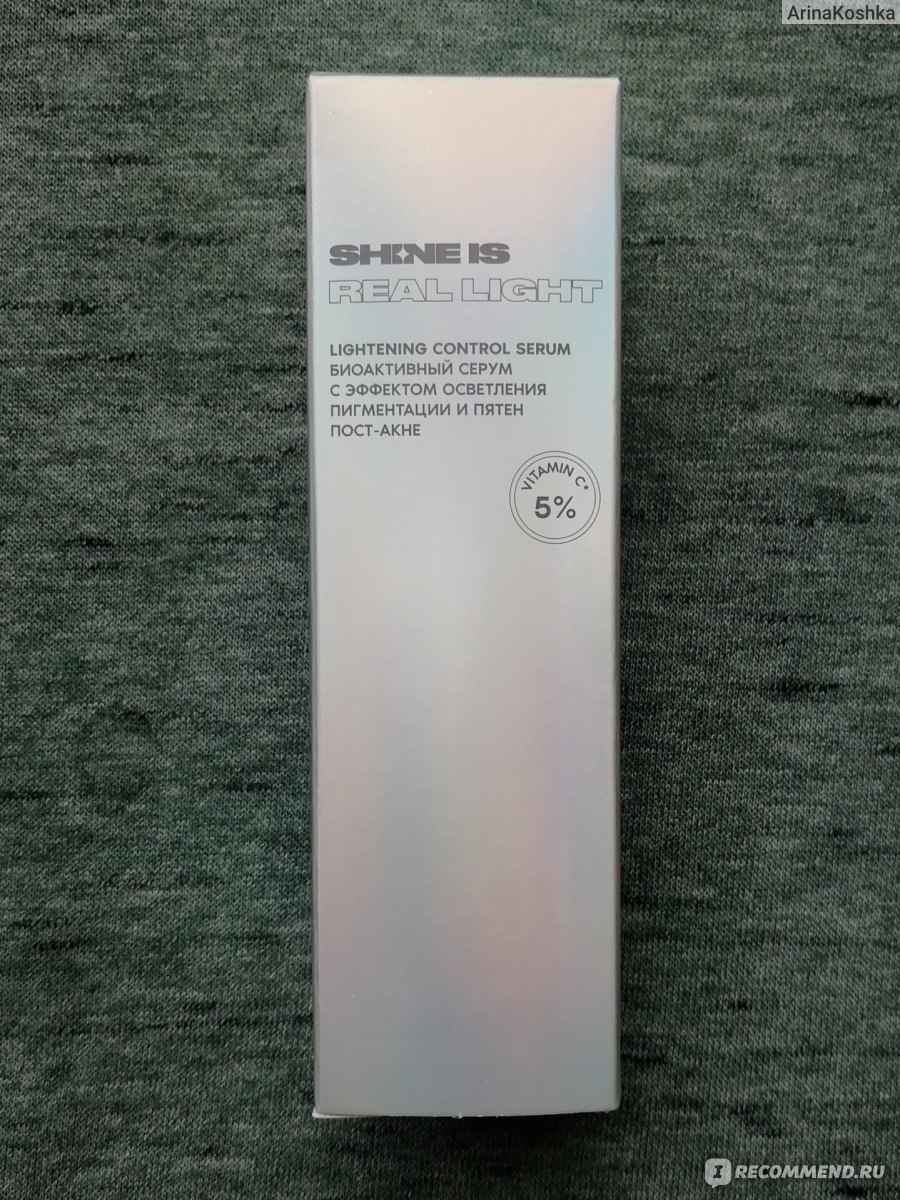 ArinaKoshka
SHINE IS
REAL LIGHT
LIGHTENING CONTROL SERUM
БИОАКТИВНЫЙ СЕРУМ
С ЭФФЕКТОМ ОСВЕТЛЕНИЯ
ПИГМЕНТАЦИИ И ПЯТЕН
ПОСТ-АКНЕ
VITAMIN C*
5%
IRECOMMEND.RU